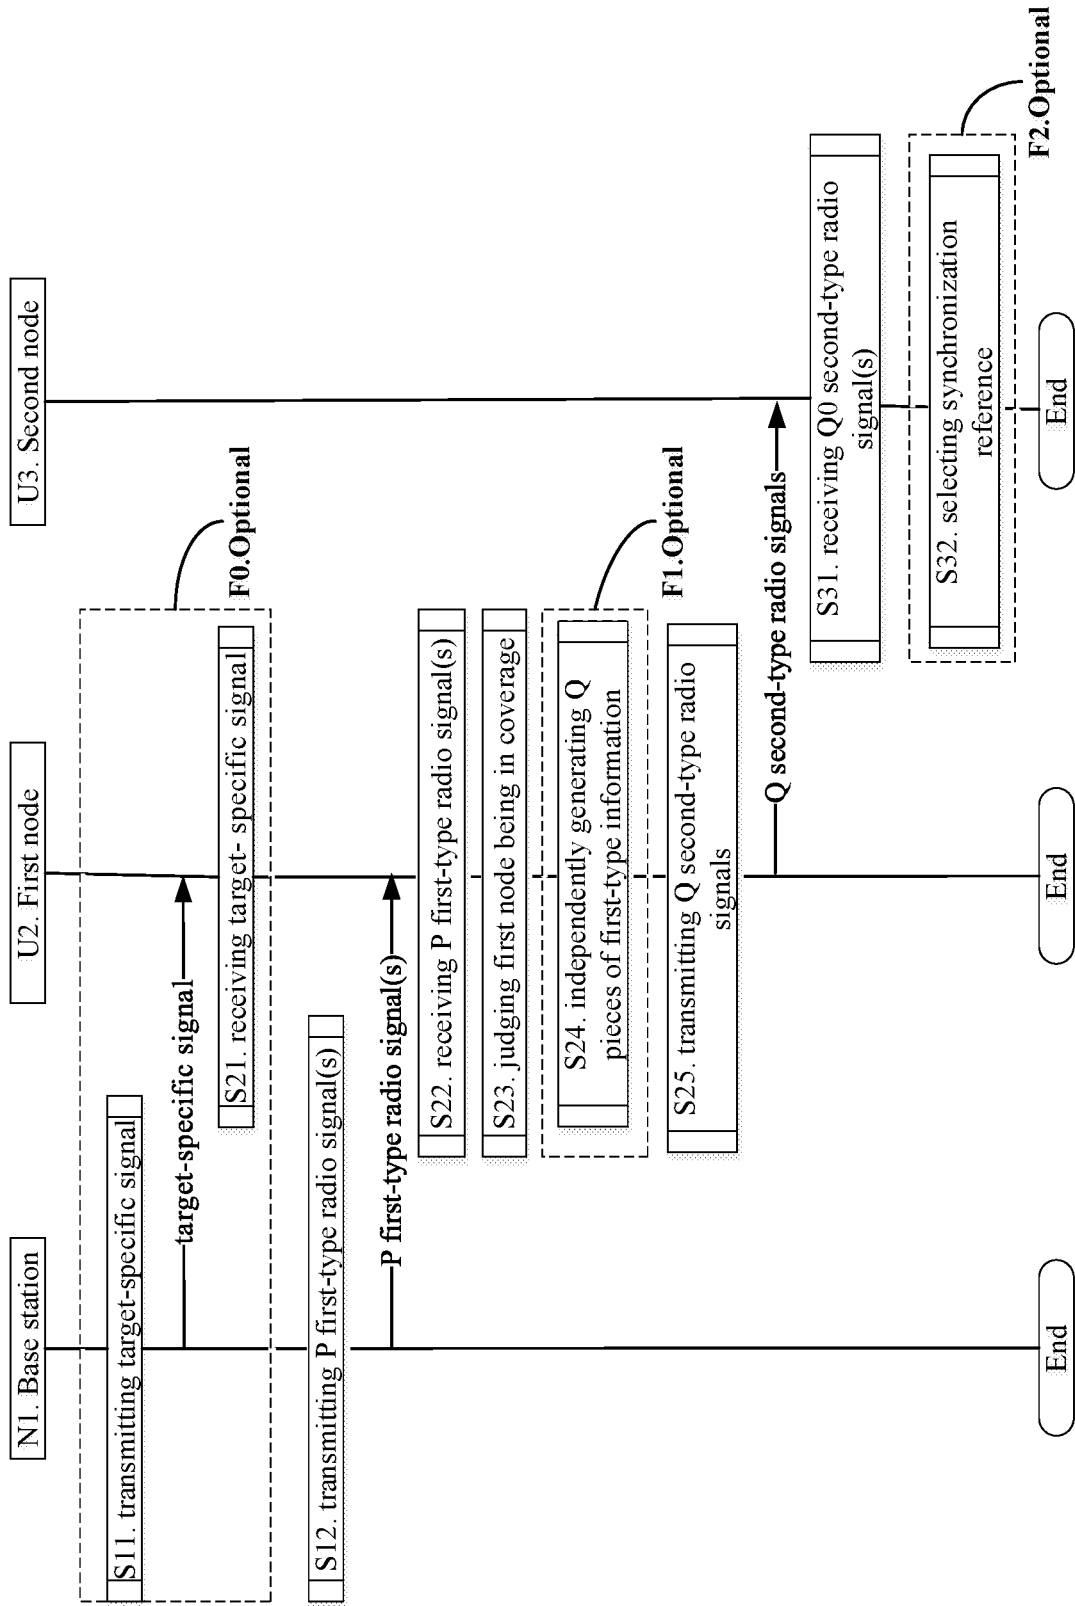 N1. Base station
U2. First node
U3. Second node
S11. transmitting target-specific signal
target-specific signal
S21. receiving target- specific signal
F0.Optional
S12. transmitting P first-type radio signal(s)
P first-type radio signal(s)
S22. receiving P first-type radio signal(s)
S23. judging first node being in coverage
S24. independently generating Q
pieces of first-type information
F1.Optional
S25. transmitting Q second-type radio
signals
Q second-type radio signals
S31. receiving Q0 second-type radio
signal(s)
S32. selecting synchronization
reference
F2.Optional
End
End
End